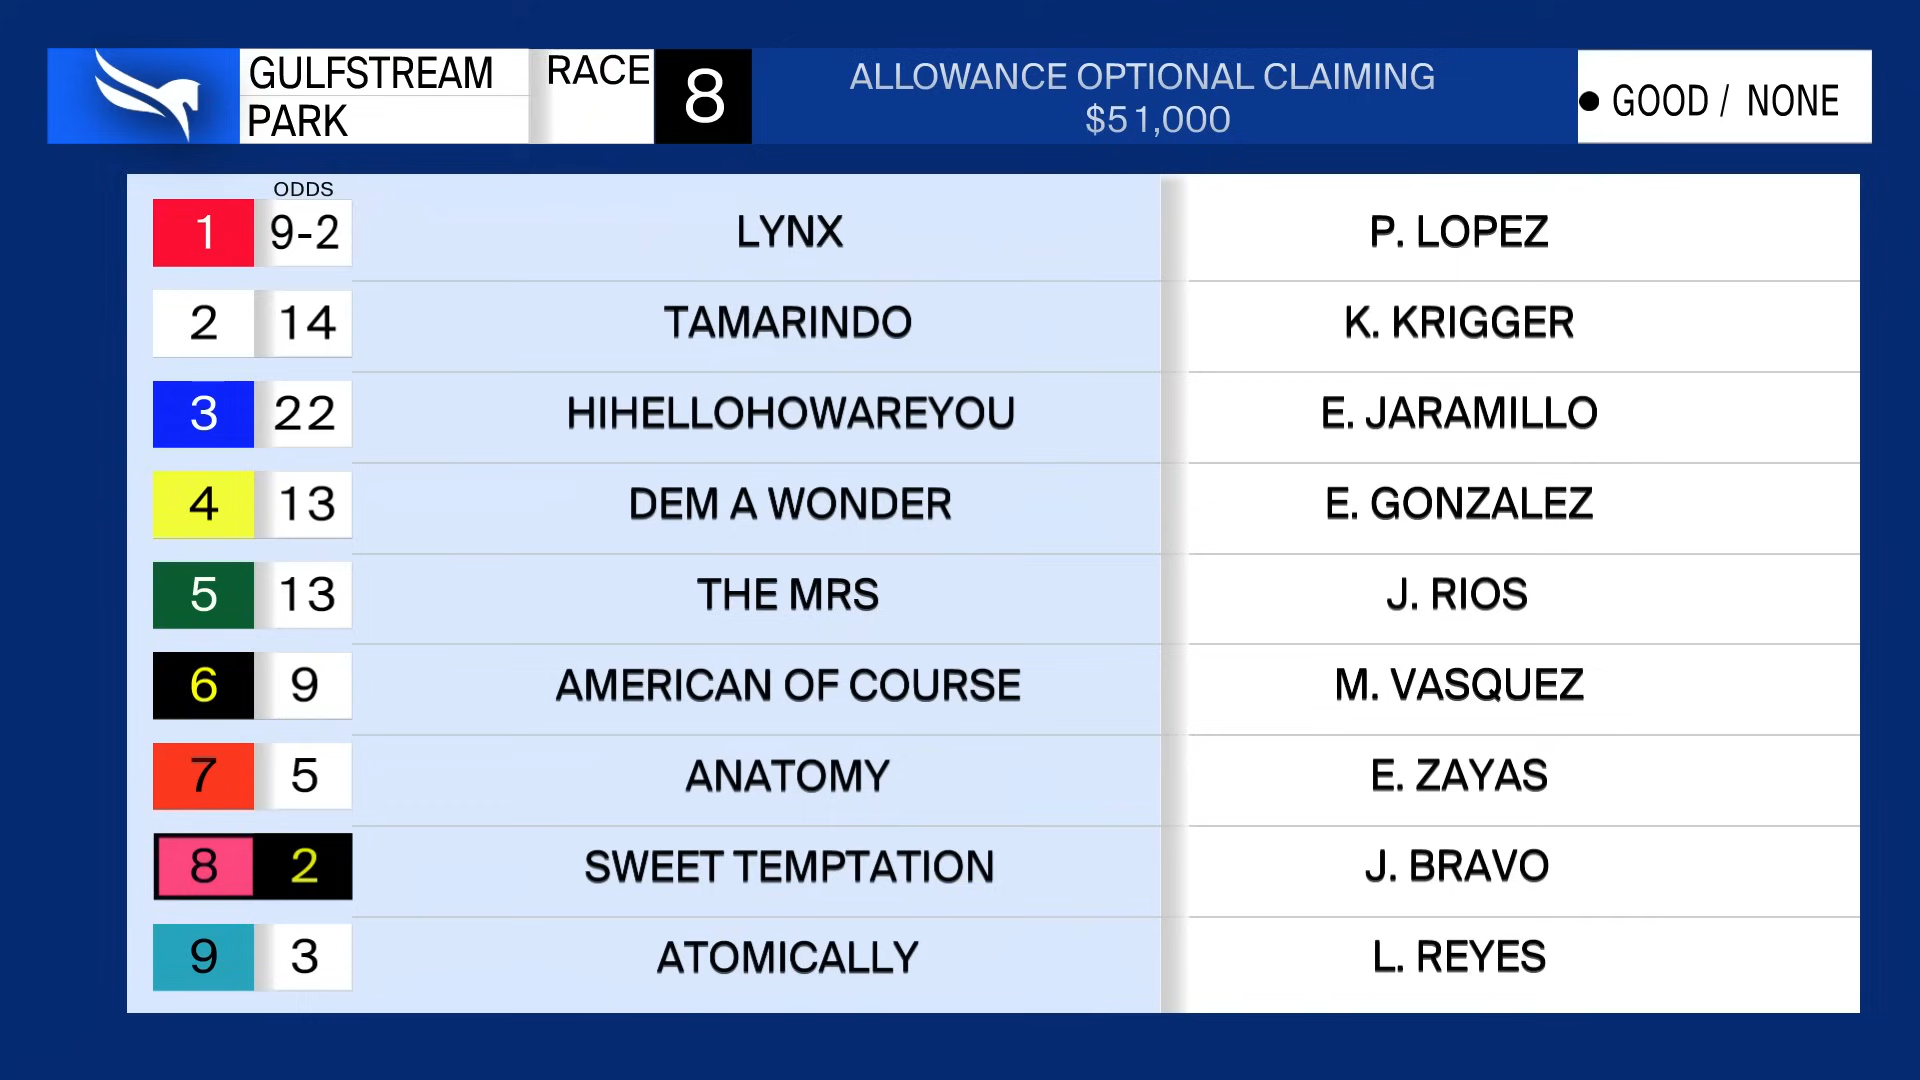 GULFSTREAM
PARK
RACE
8
ALLOWANCE OPTIONAL CLAIMING
$51,000
● GOOD / NONE
ODDS
1 9-2 LYNX P. LOPEZ
2 14 TAMARINDO K. KRIGGER
3 22 HIHELLOHOWAREYOU E. JARAMILLO
4 13 DEM A WONDER E. GONZALEZ
5 13 THE MRS J. RIOS
6 9 AMERICAN OF COURSE M. VASQUEZ
7 5 ANATOMY E. ZAYAS
8 2 SWEET TEMPTATION J. BRAVO
9 3 ATOMICALLY L. REYES